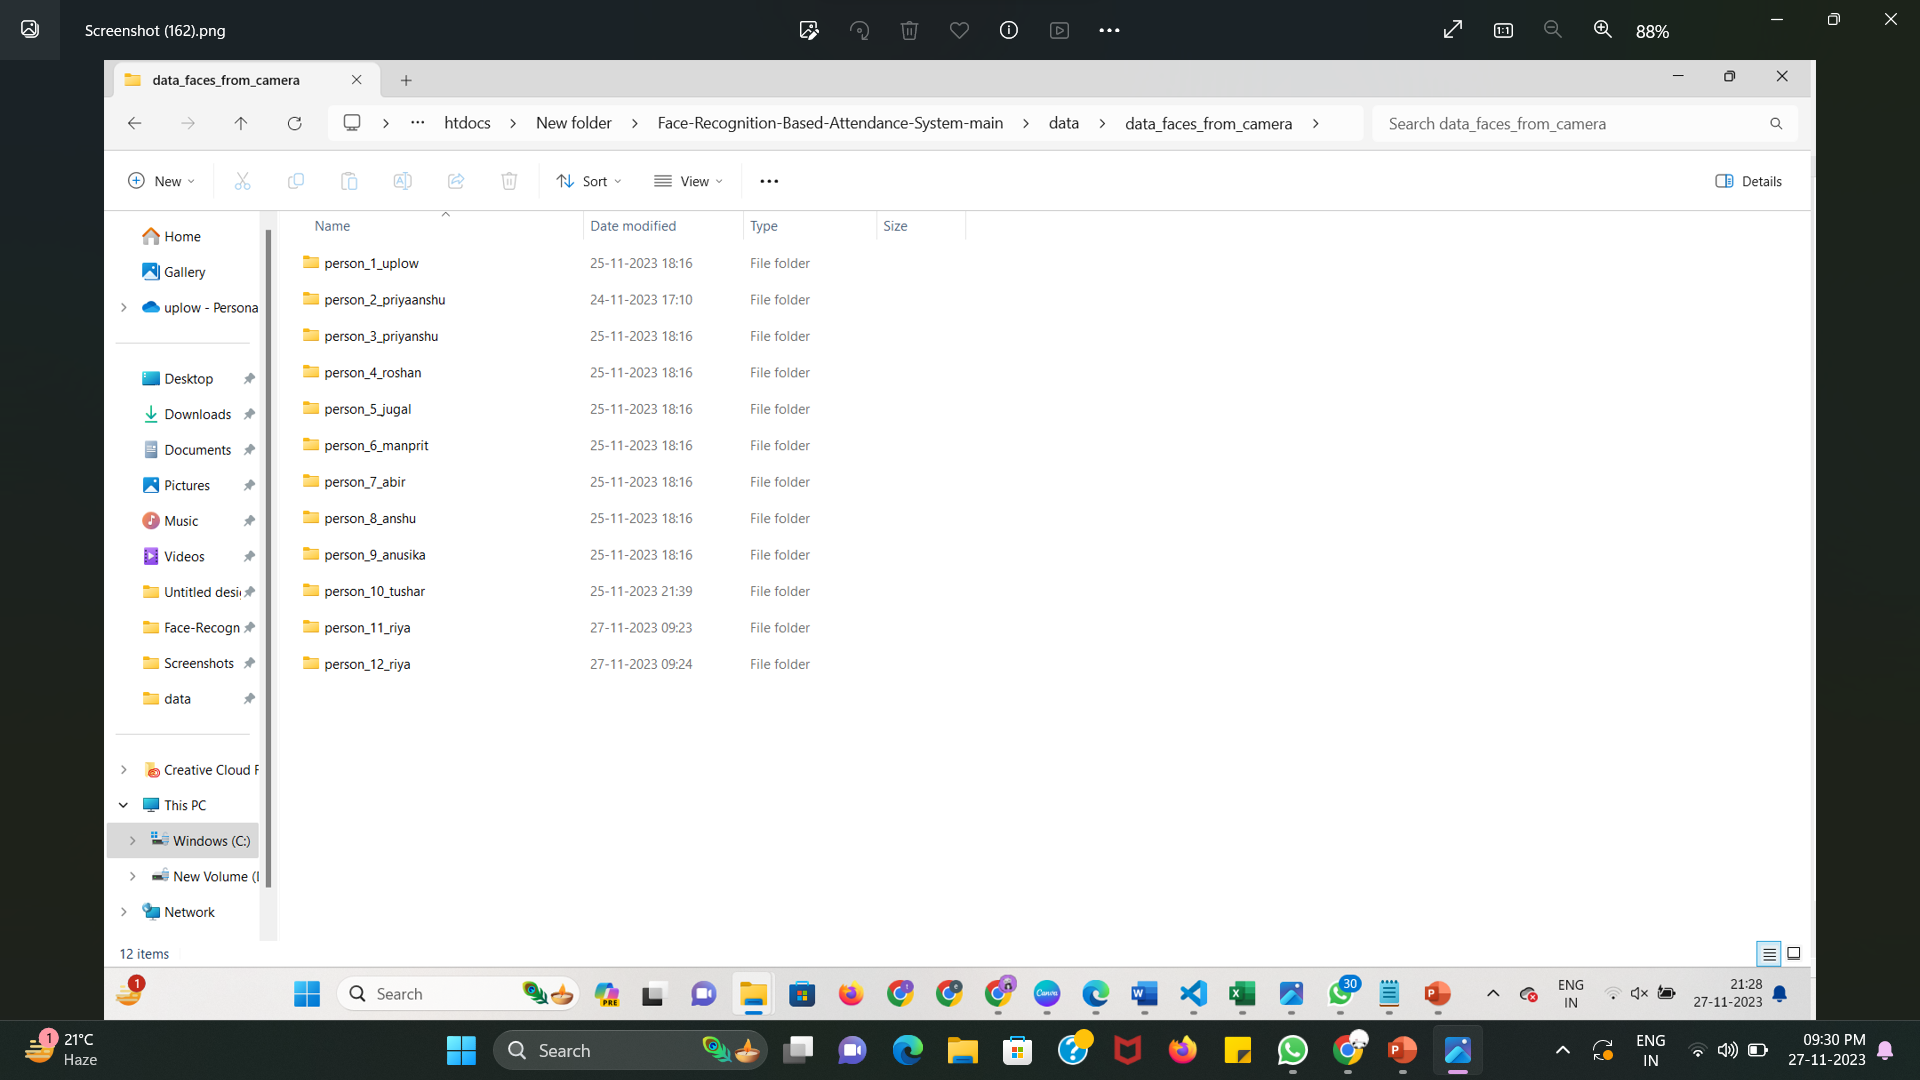 Screenshot (162).png
88%
data_faces_from_camera
htdocs > New folder > Face-Recognition-Based-Attendance-System-main > data > data_faces_from_camera >
Search data_faces_from_camera
New
Sort
View
Details
Name Date modified Type Size
Home
Gallery
uplow - Persona
Desktop
Downloads
Documents
Pictures
Music
Videos
Untitled desi
Face-Recogn
Screenshots
data
Creative Cloud F
This PC
Windows (C:)
New Volume (
Network
person_1_uplow 25-11-2023 18:16 File folder
person_2_priyaanshu 24-11-2023 17:10 File folder
person_3_priyanshu 25-11-2023 18:16 File folder
person_4_roshan 25-11-2023 18:16 File folder
person_5_jugal 25-11-2023 18:16 File folder
person_6_manprit 25-11-2023 18:16 File folder
person_7_abir 25-11-2023 18:16 File folder
person_8_anshu 25-11-2023 18:16 File folder
person_9_anusika 25-11-2023 18:16 File folder
person_10_tushar 25-11-2023 21:39 File folder
person_11_riya 27-11-2023 09:23 File folder
person_12_riya 27-11-2023 09:24 File folder
12 items
1
Search
PRE
Canva
30
ENG
IN
21:28
27-11-2023
1
21°C
Haze
Search
ENG
IN
09:30 PM
27-11-2023